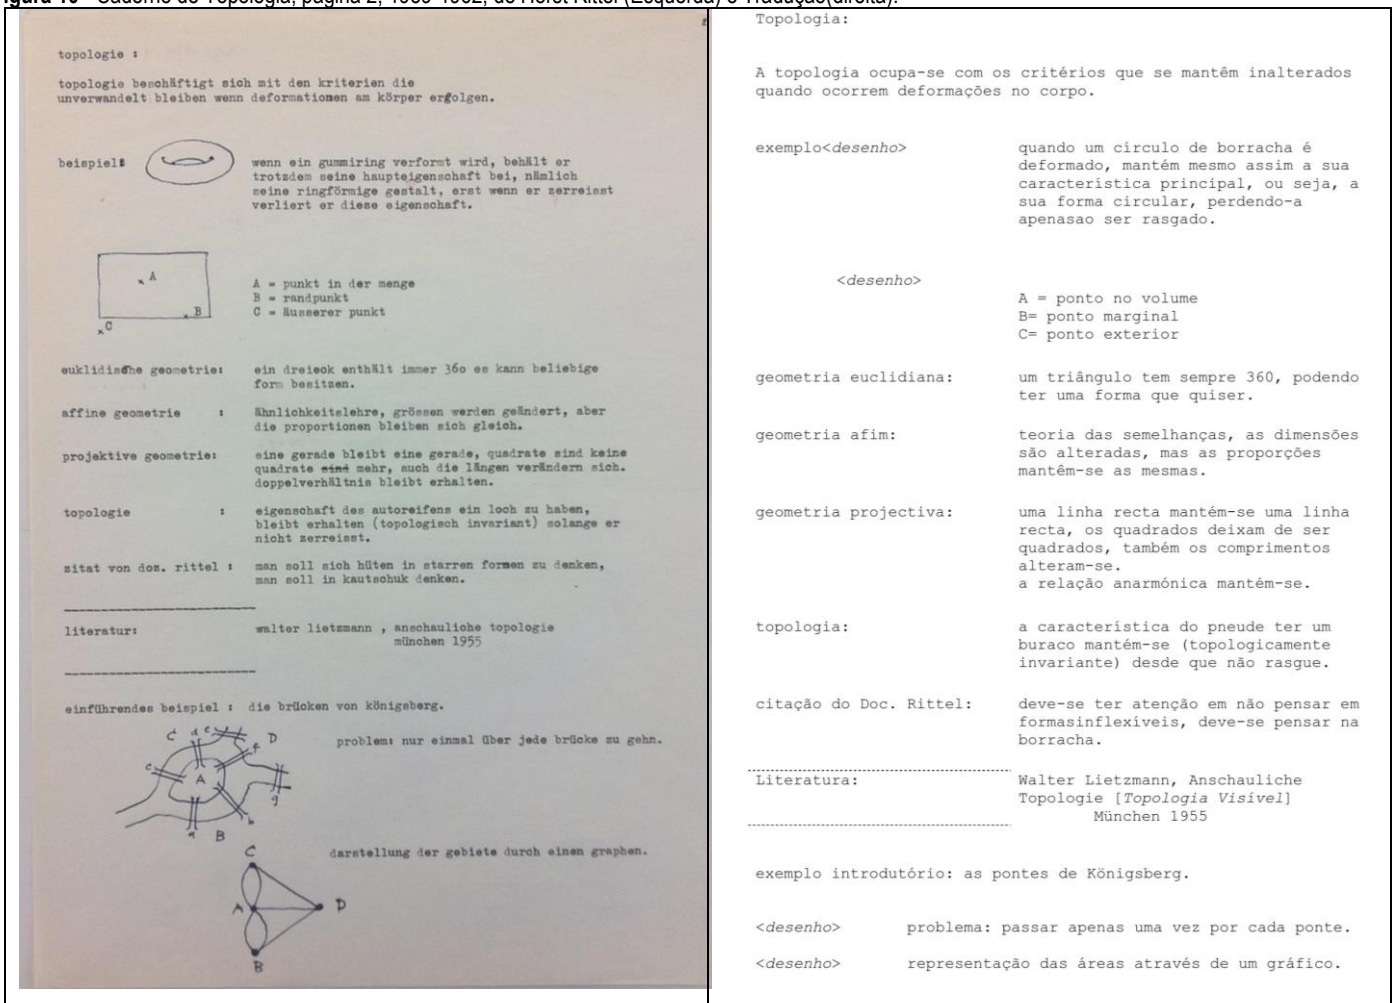 Caderno de Topologia, página 2, 1960-1962, de Horst Rittel (Esquerda) e Tradução(direita).
topologie :
topologie beschäftigt sich mit den kriterien die
unverwandelt bleiben wenn deformationen am körper erfolgen.
beispiel:
wenn ein gummiring verformt wird, behält er
trotzdem seine haupteigenschaft bei, nämlich
seine ringförmige gestalt, erst wenn er zerreisst
verliert er diese eigenschaft.
A
B
C
A = punkt in der menge
B = randpunkt
C = äusserer punkt
euklidische geometrie: ein dreieck enthält immer 36o es kann beliebige
form besitzen.
affine geometrie : ähnlichkeitslehre, grössen werden geändert, aber
die proportionen bleiben sich gleich.
projektive geometrie: eine gerade bleibt eine gerade, quadrate sind keine
quadrate sind mehr, auch die längen verändern sich.
doppelverhältnis bleibt erhalten.
topologie : eigenschaft des autoreifens ein loch zu haben,
bleibt erhalten (topologisch invariant) solange er
nicht zerreisst.
zitat von doz. rittel : man soll sich hüten in starren formen zu denken,
man soll in kautschuk denken.
literatur: walter lietzmann , anschauliche topologie
münchen 1955
einführendes beispiel : die brücken von königsberg.
problem: nur einmal über jede brücke zu gehn.
C d e D
c f
A
g
a b
B
darstellung der gebiete durch einen graphen.
C
A D
B
Topologia:
A topologia ocupa-se com os critérios que se mantêm inalterados
quando ocorrem deformações no corpo.
exemplo<desenho> quando um circulo de borracha é
deformado, mantém mesmo assim a sua
característica principal, ou seja, a
sua forma circular, perdendo-a
apenasao ser rasgado.
<desenho>
A = ponto no volume
B= ponto marginal
C= ponto exterior
geometria euclidiana: um triângulo tem sempre 360, podendo
ter uma forma que quiser.
geometria afim: teoria das semelhanças, as dimensões
são alteradas, mas as proporções
mantêm-se as mesmas.
geometria projectiva: uma linha recta mantém-se uma linha
recta, os quadrados deixam de ser
quadrados, também os comprimentos
alteram-se.
a relação anarmónica mantém-se.
topologia: a característica do pneude ter um
buraco mantém-se (topologicamente
invariante) desde que não rasgue.
citação do Doc. Rittel: deve-se ter atenção em não pensar em
formasinflexíveis, deve-se pensar na
borracha.
Literatura: Walter Lietzmann, Anschauliche
Topologie [Topologia Visível]
München 1955
exemplo introdutório: as pontes de Königsberg.
<desenho> problema: passar apenas uma vez por cada ponte.
<desenho> representação das áreas através de um gráfico.